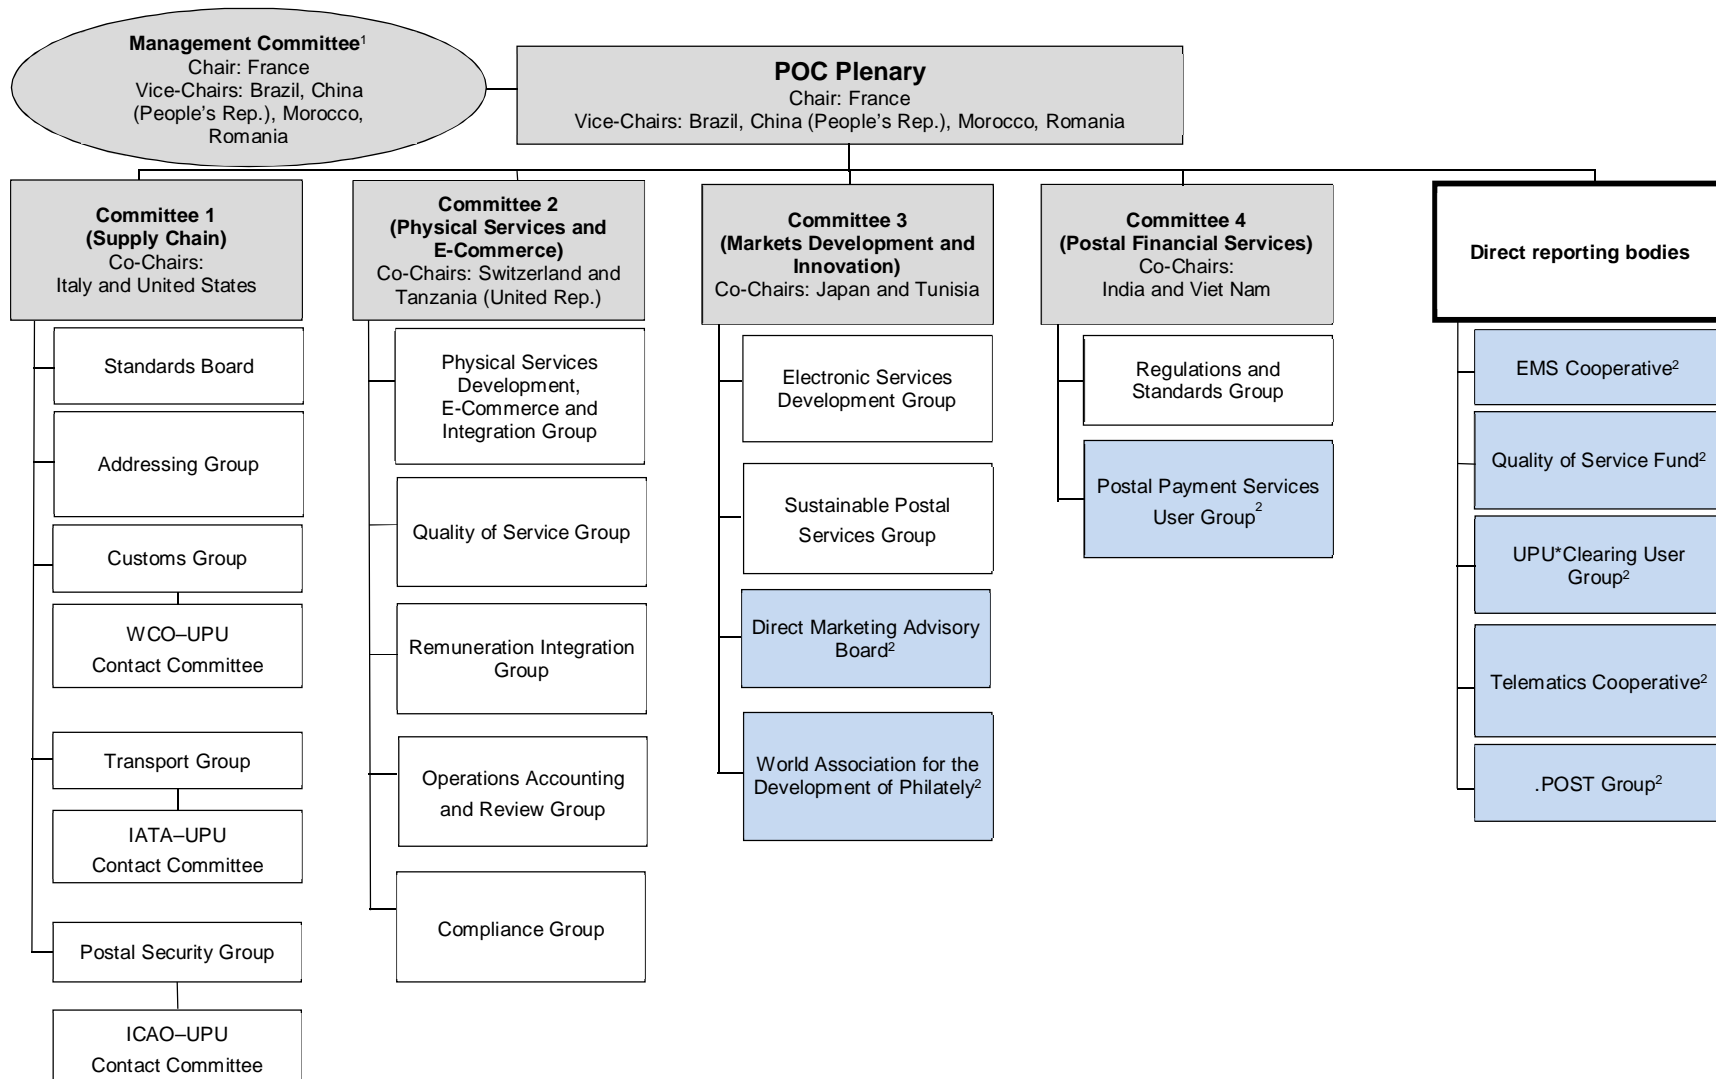 Management Committee¹
Chair: France
Vice-Chairs: Brazil, China
(People's Rep.), Morocco,
Romania
POC Plenary
Chair: France
Vice-Chairs: Brazil, China (People's Rep.), Morocco, Romania
Committee 1
(Supply Chain)
Co-Chairs:
Italy and United States
Standards Board
Addressing Group
Customs Group
WCO–UPU
Contact Committee
Transport Group
IATA–UPU
Contact Committee
Postal Security Group
ICAO–UPU
Contact Committee
Committee 2
(Physical Services and
E-Commerce)
Co-Chairs: Switzerland and
Tanzania (United Rep.)
Physical Services
Development,
E-Commerce and
Integration Group
Quality of Service Group
Remuneration Integration
Group
Operations Accounting
and Review Group
Compliance Group
Committee 3
(Markets Development and
Innovation)
Co-Chairs: Japan and Tunisia
Electronic Services
Development Group
Sustainable Postal
Services Group
Direct Marketing Advisory
Board²
World Association for the
Development of Philately²
Committee 4
(Postal Financial Services)
Co-Chairs:
India and Viet Nam
Regulations and
Standards Group
Postal Payment Services
User Group²
Direct reporting bodies
EMS Cooperative²
Quality of Service Fund²
UPU*Clearing User
Group²
Telematics Cooperative²
.POST Group²